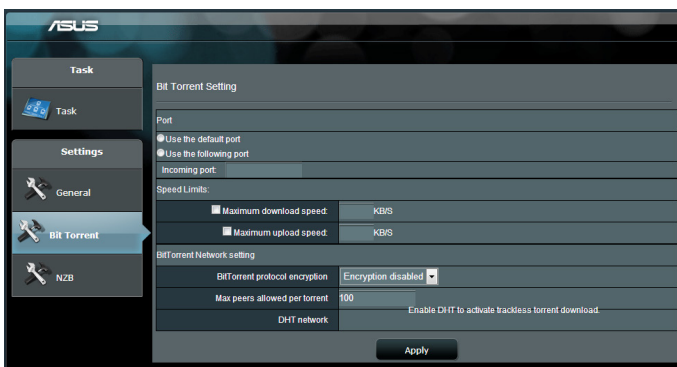 ASUS
Task
Task
Settings
General
Bit Torrent
NZB
Bit Torrent Setting
Port
Use the default port
Use the following port
Incoming port:
Speed Limits:
Maximum download speed: KB/S
Maximum upload speed: KB/S
BitTorrent Network setting
BitTorrent protocol encryption Encryption disabled
Max peers allowed per torrent 100
DHT network Enable DHT to activate trackless torrent download.
Apply